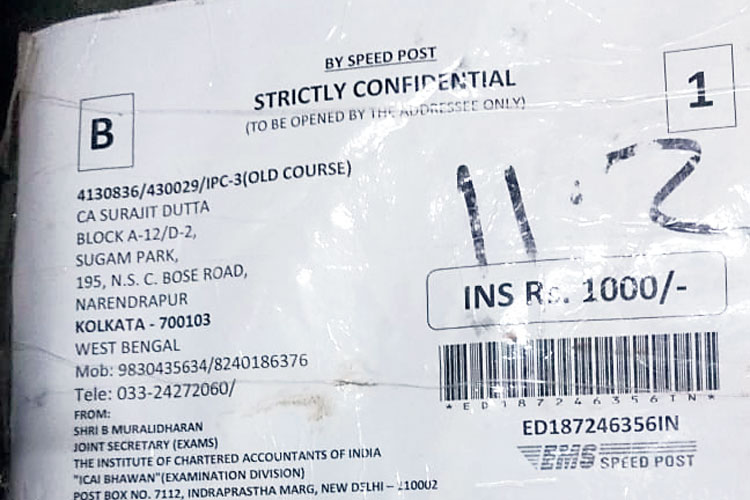 BY SPEED POST
STRICTLY CONFIDENTIAL
(TO BE OPENED BY THE ADDRESSEE ONLY)
B
1
4130836/430029/IPC-3(OLD COURSE)
CA SURAJIT DUTTA
BLOCK A-12/D-2,
SUGAM PARK,
195, N.S. C. BOSE ROAD,
NARENDRAPUR
KOLKATA - 700103
WEST BENGAL
Mob: 9830435634/8240186376
Tele: 033-24272060/
FROM:
SHRI B MURALIDHARAN
JOINT SECRETARY (EXAMS)
THE INSTITUTE OF CHARTERED ACCOUNTANTS OF INDIA
"ICAI BHAWAN"(EXAMINATION DIVISION)
POST BOX NO. 7112, INDRAPRASTHA MARG, NEW DELHI – 110002
11:2
INS Rs. 1000/-
*ED187246356IN*
ED187246356IN
EMS SPEED POST